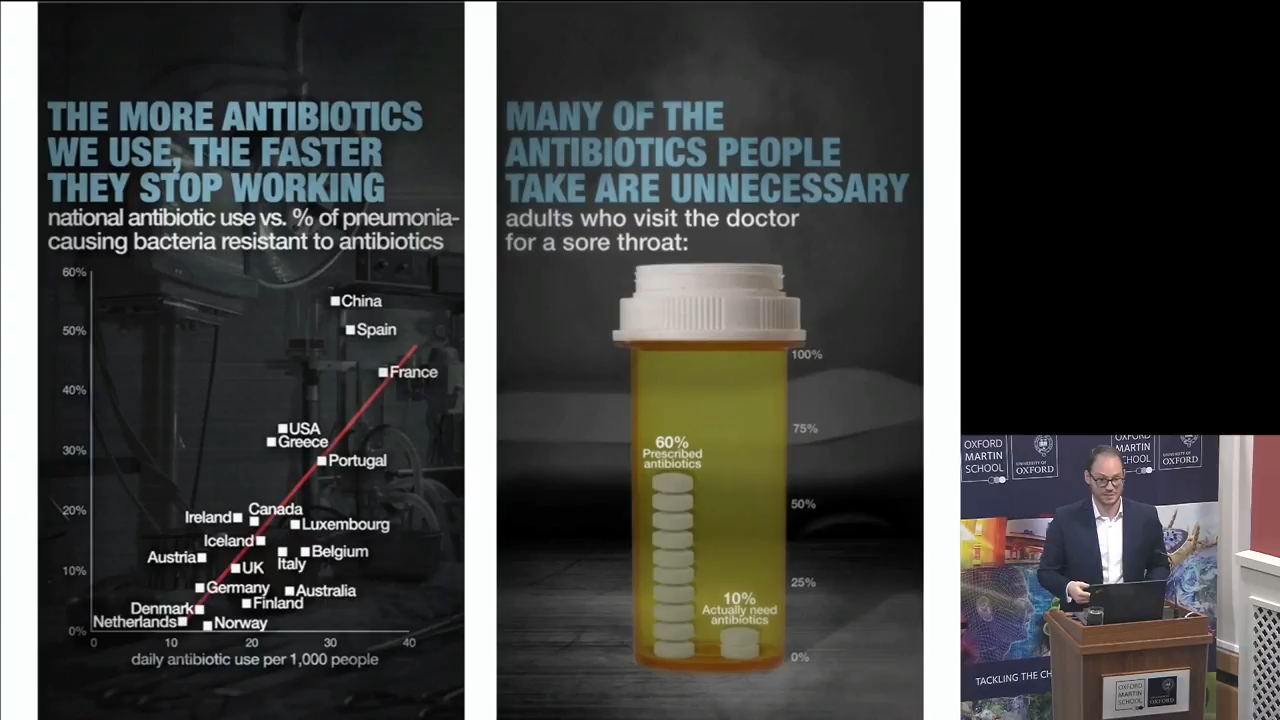 THE MORE ANTIBIOTICS
WE USE, THE FASTER
THEY STOP WORKING
national antibiotic use vs. % of pneumonia-
causing bacteria resistant to antibiotics
60%
China
50%
Spain
France
40%
USA
Greece
30%
Portugal
20%
Canada
Ireland
Luxembourg
Iceland
Austria
Belgium
Italy
10%
UK
Germany
Australia
Denmark
Finland
Netherlands
Norway
0%
0 10 20 30 40
daily antibiotic use per 1,000 people
MANY OF THE
ANTIBIOTICS PEOPLE
TAKE ARE UNNECESSARY
adults who visit the doctor
for a sore throat:
100%
75%
60%
Prescribed
antibiotics
50%
25%
10%
Actually need
antibiotics
0%
OXFORD
MARTIN
SCHOOL
UNIVERSITY OF
OXFORD
OXFORD
MARTIN
SCHOOL
UNIVERSITY OF
OXFORD
TACKLING THE CH
OXFORD
MARTIN
SCHOOL
OXFORD